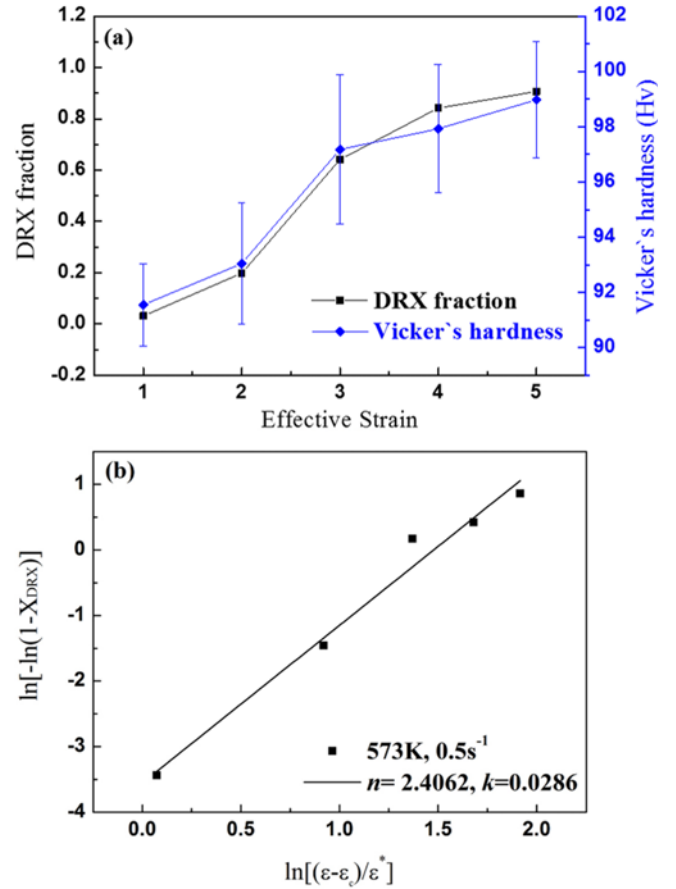 (a)
1.2
1.0
0.8
0.6
0.4
0.2
0.0
-0.2
DRX fraction
102
100
98
96
94
92
90
Vicker`s hardness (Hv)
DRX fraction
Vicker`s hardness
1 2 3 4 5
Effective Strain
(b)
1
0
-1
-2
-3
-4
ln[-ln(1-X_DRX)]
573K, 0.5s⁻¹
n= 2.4062, k=0.0286
0.0 0.5 1.0 1.5 2.0
ln[(ε-ε_c)/ε*]